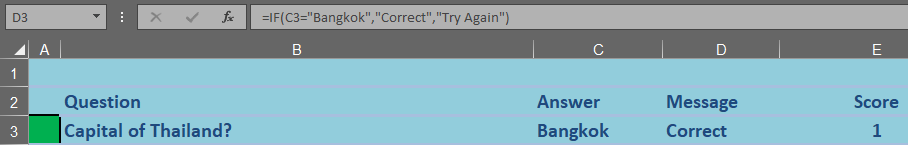 D3 fx =IF(C3="Bangkok","Correct","Try Again")
A B C D E
1
2 Question Answer Message Score
3 Capital of Thailand? Bangkok Correct 1